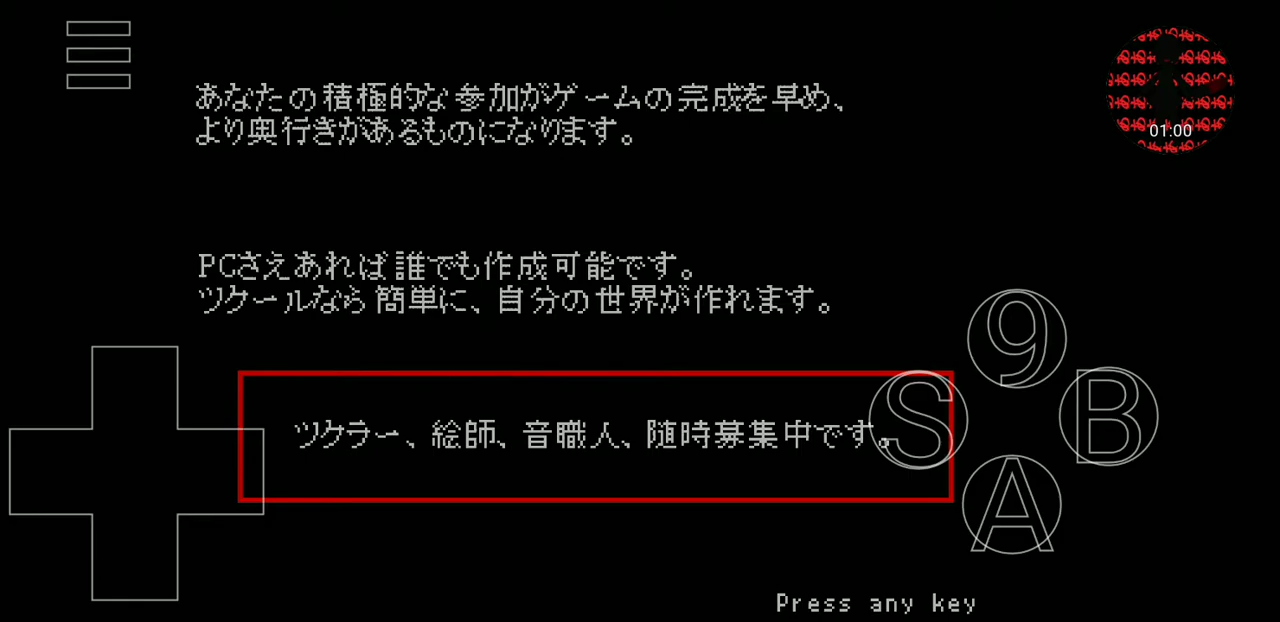 あなたの積極的な参加がゲームの完成を早め、
より奥行きがあるものになります。
01:00
PCさえあれば誰でも作成可能です。
ツケールなら簡単に、自分の世界が作れます。
9
ツクラー、絵師、音職人、随時募集中です。
S
B
A
Press any key